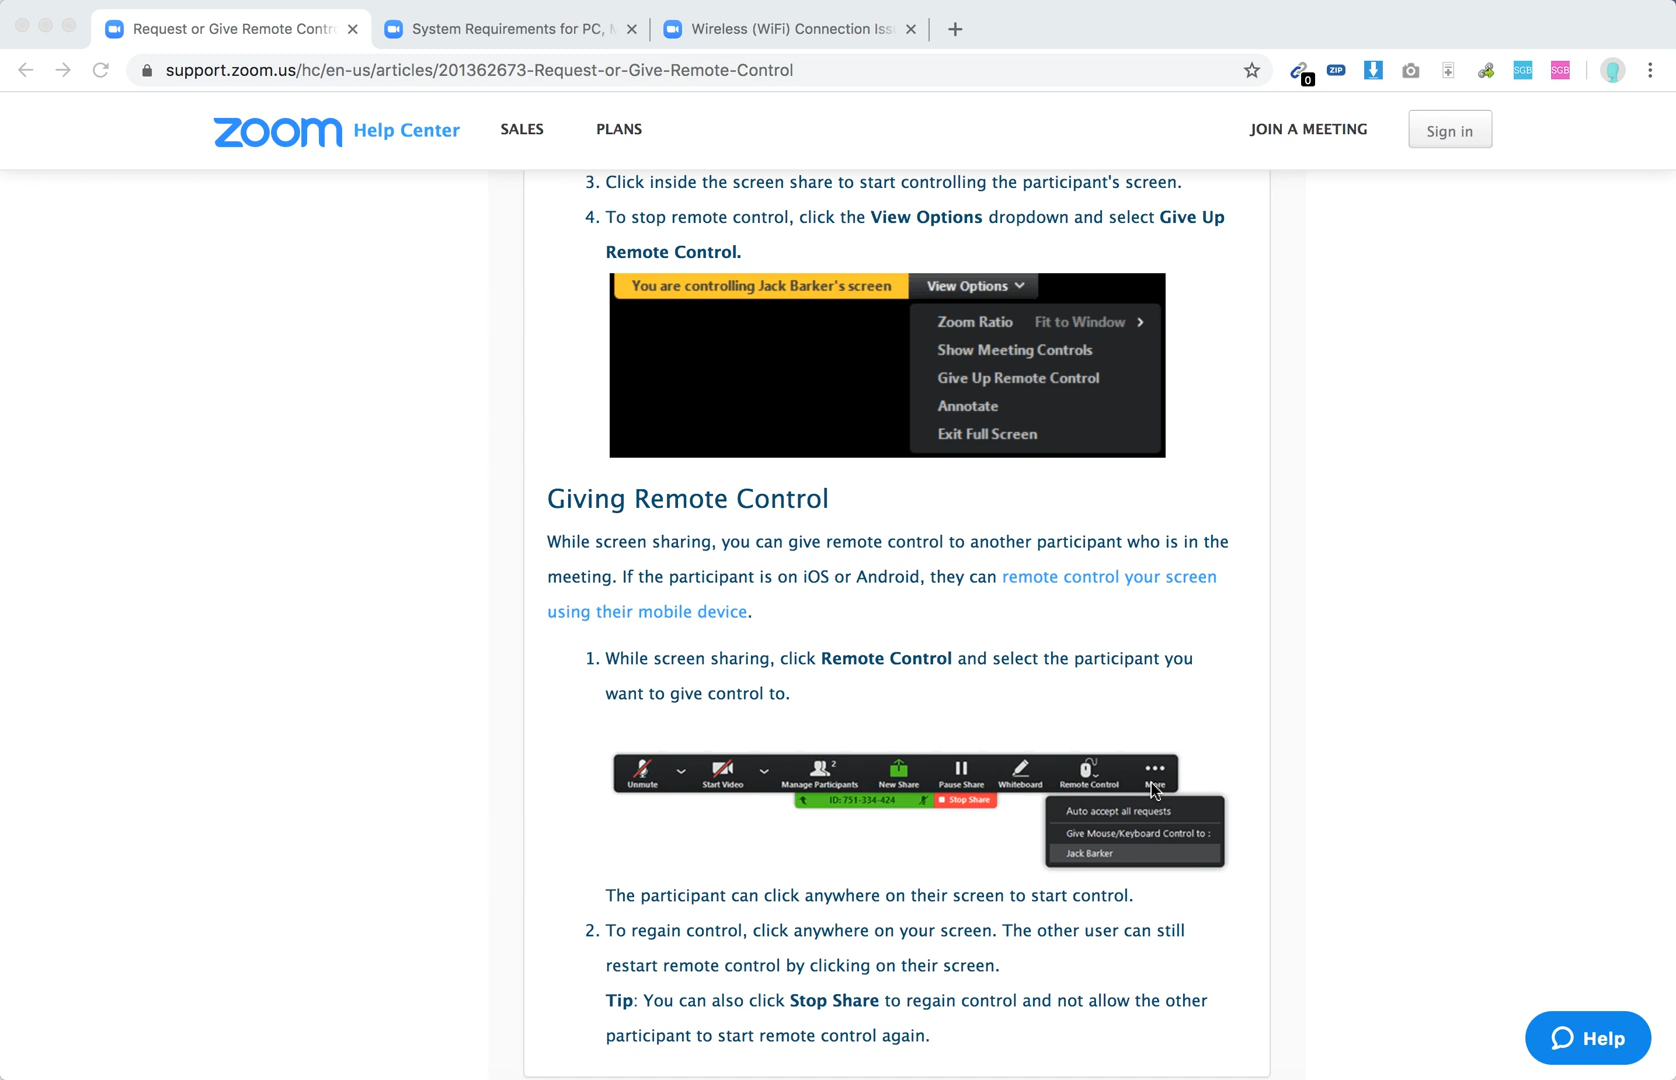 Request or Give Remote Contr
System Requirements for PC, M
Wireless (WiFi) Connection Iss
support.zoom.us/hc/en-us/articles/201362673-Request-or-Give-Remote-Control
0
ZIP
SGB
SGB
zoom Help Center
SALES
PLANS
JOIN A MEETING
Sign in
3. Click inside the screen share to start controlling the participant's screen.
4. To stop remote control, click the View Options dropdown and select Give Up
Remote Control.
You are controlling Jack Barker's screen
View Options
Zoom Ratio Fit to Window
Show Meeting Controls
Give Up Remote Control
Annotate
Exit Full Screen
Giving Remote Control
While screen sharing, you can give remote control to another participant who is in the
meeting. If the participant is on iOS or Android, they can remote control your screen
using their mobile device.
1. While screen sharing, click Remote Control and select the participant you
want to give control to.
2
Unmute
Start Video
Manage Participants
New Share
Pause Share
Whiteboard
Remote Control
More
ID: 751-334-424
Stop Share
Auto accept all requests
Give Mouse/Keyboard Control to :
Jack Barker
The participant can click anywhere on their screen to start control.
2. To regain control, click anywhere on your screen. The other user can still
restart remote control by clicking on their screen.
Tip: You can also click Stop Share to regain control and not allow the other
participant to start remote control again.
Help